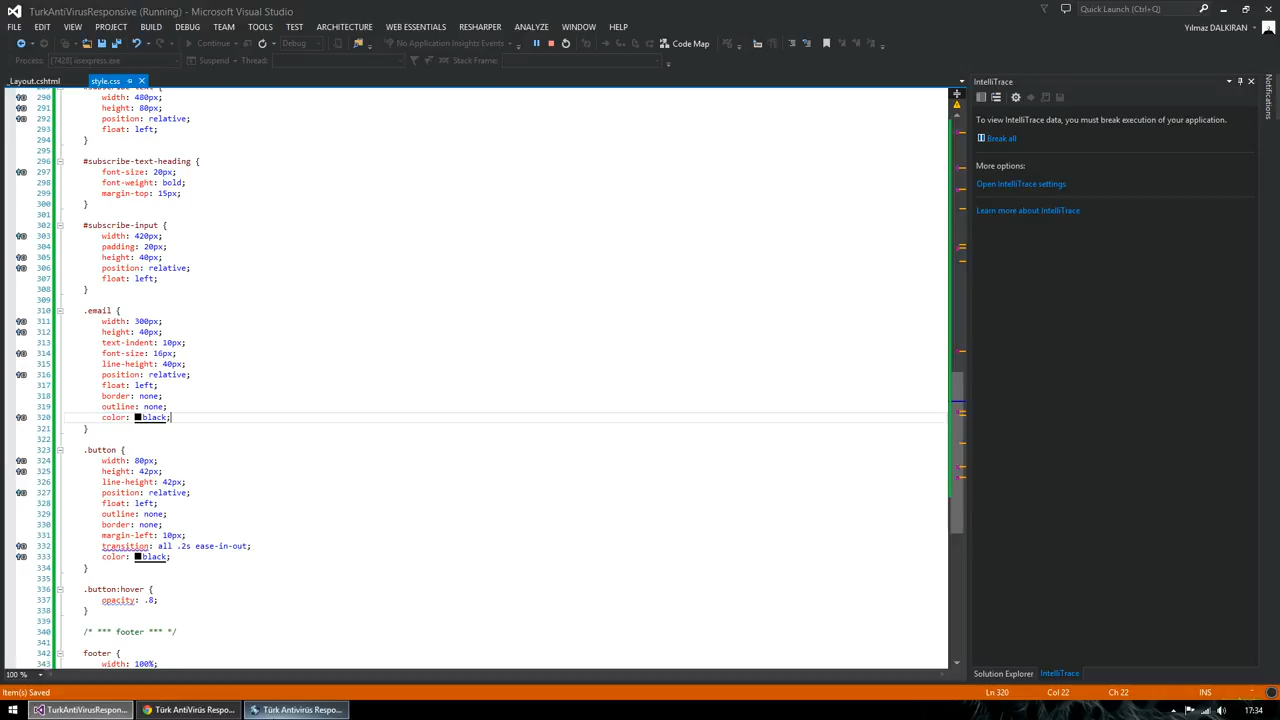 TurkAntiVirusResponsive (Running) - Microsoft Visual Studio
Quick Launch (Ctrl+Q)
FILE EDIT VIEW PROJECT BUILD DEBUG TEAM TOOLS TEST ARCHITECTURE WEB ESSENTIALS RESHARPER ANALYZE WINDOW HELP
Yılmaz DALKIRAN
Continue Debug No Application Insights Events Code Map
Process: [7428] iisexpress.exe Suspend Thread: Stack Frame:
_Layout.cshtml style.css
IntelliTrace
Notifications
290 width: 480px;
291 height: 80px;
292 position: relative;
293 float: left;
294 }
295
296 #subscribe-text-heading {
297 font-size: 20px;
298 font-weight: bold;
299 margin-top: 15px;
300 }
301
302 #subscribe-input {
303 width: 420px;
304 padding: 20px;
305 height: 40px;
306 position: relative;
307 float: left;
308 }
309
310 .email {
311 width: 300px;
312 height: 40px;
313 text-indent: 10px;
314 font-size: 16px;
315 line-height: 40px;
316 position: relative;
317 float: left;
318 border: none;
319 outline: none;
320 color: black;
321 }
322
323 .button {
324 width: 80px;
325 height: 42px;
326 line-height: 42px;
327 position: relative;
328 float: left;
329 outline: none;
330 border: none;
331 margin-left: 10px;
332 transition: all .2s ease-in-out;
333 color: black;
334 }
335
336 .button:hover {
337 opacity: .8;
338 }
339
340 /* *** footer *** */
341
342 footer {
343 width: 100%;
To view IntelliTrace data, you must break execution of your application.
Break all
More options:
Open IntelliTrace settings
Learn more about IntelliTrace
100 %
Solution Explorer IntelliTrace
Item(s) Saved Ln 320 Col 22 Ch 22 INS
TurkAntiVirusRespon... Türk Antivirüs Respo... Türk Antivirüs Respo... 17:34